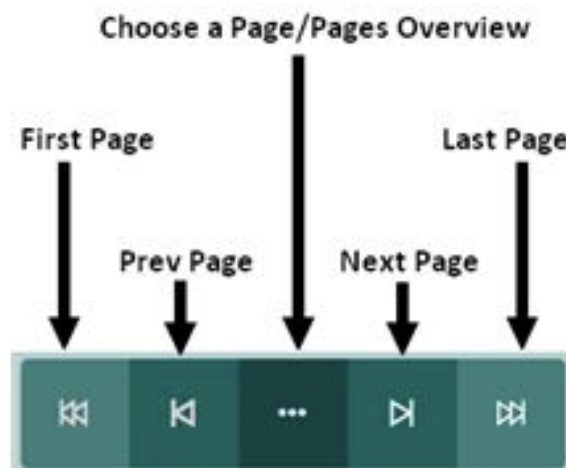 Choose a Page/Pages Overview
First Page
Last Page
Prev Page
Next Page